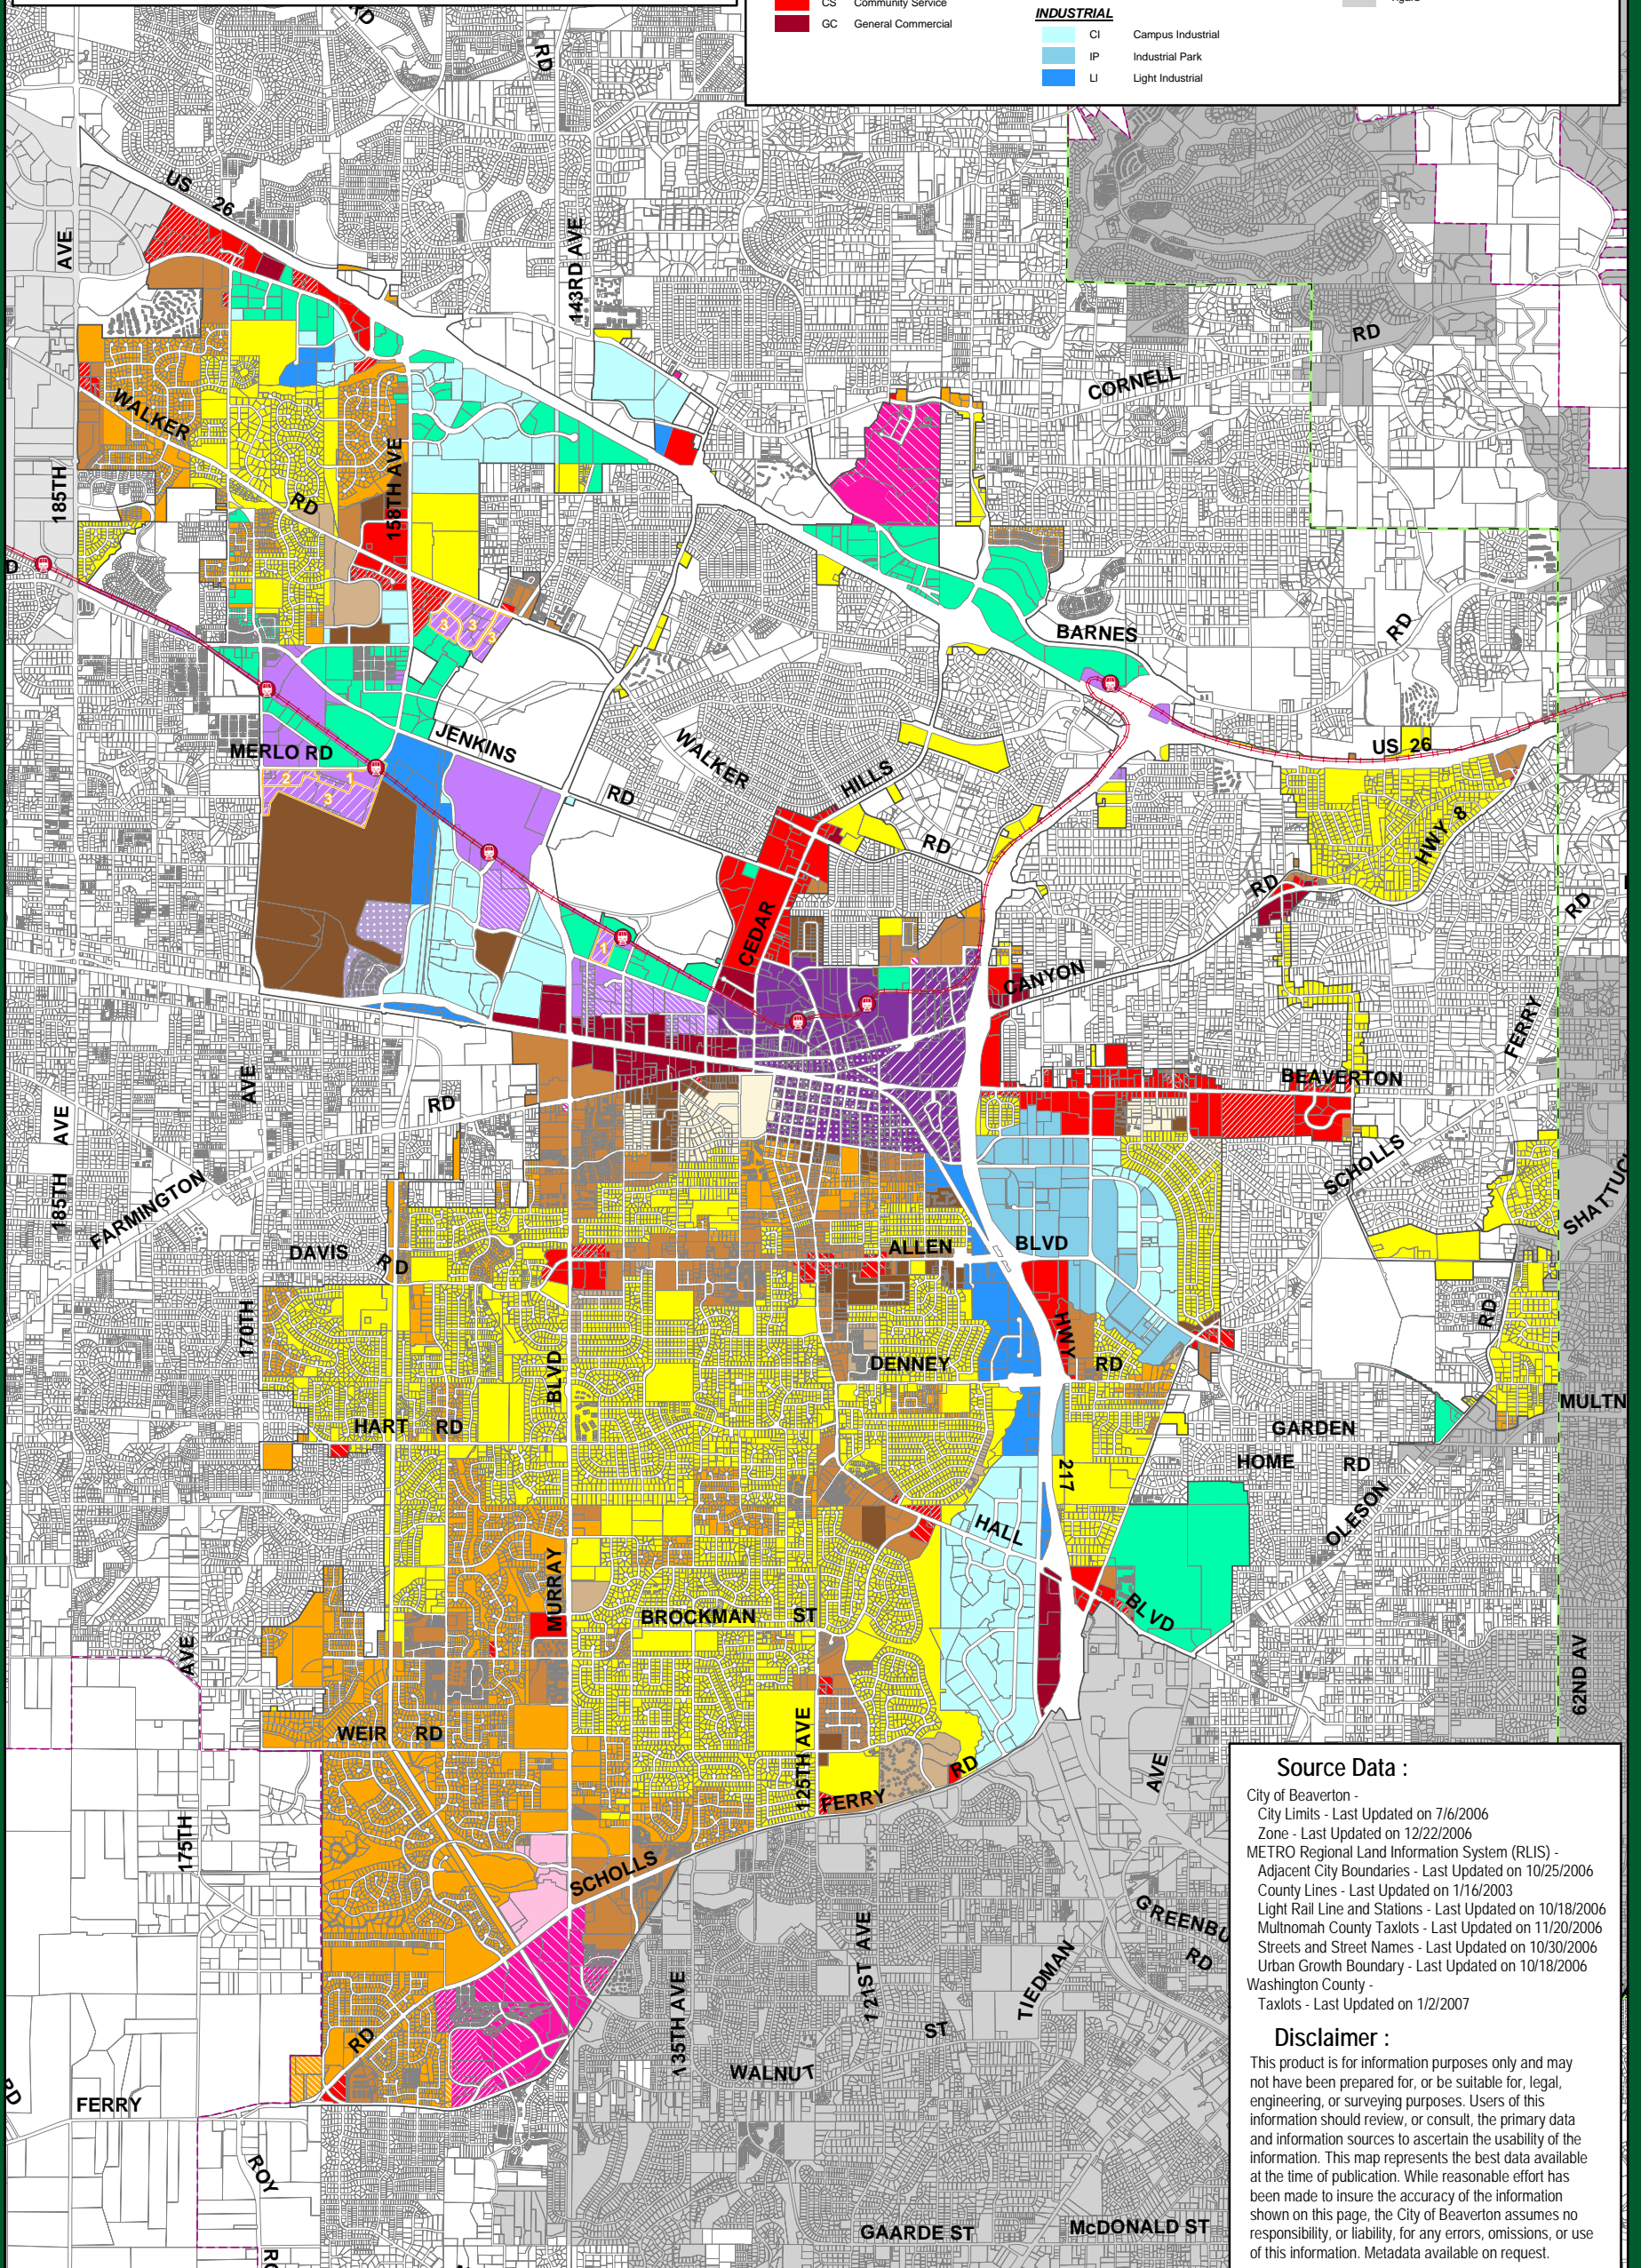 CS Community Service
GC General Commercial
INDUSTRIAL
CI Campus Industrial
IP Industrial Park
LI Light Industrial
RD
RD
US 26
AVE
143RD AVE
RD
CORNELL
WALKER
158TH AVE
185TH
RD
D
BARNES
RD
JENKINS
WALKER
MERLO RD
US 26
HILLS
RD
RD
HWY 8
3 3 3
2 1
3
1
CEDAR
RD
RD
CANYON
FERRY
AVE
RD
BEAVERTON
AVE
185TH
FARMINGTON
SCHOLLS
SHATTUC
DAVIS
RD
ALLEN
BLVD
170TH
RD
HWY
BLVD
DENNEY
RD
MULTN
HART RD
GARDEN
HOME RD
217
OLESON
HALL
MURRAY
BROCKMAN ST
BLVD
AVE
62ND AV
WEIR RD
125TH AVE
RD
AVE
FERRY
175TH
SCHOLLS
GREENBU
RD
121ST AVE
TIEDMAN
135TH AVE
ST
RD
WALNUT
RD
FERRY
ROY
GAARDE ST
McDONALD ST
RO
Source Data :
City of Beaverton -
City Limits - Last Updated on 7/6/2006
Zone - Last Updated on 12/22/2006
METRO Regional Land Information System (RLIS) -
Adjacent City Boundaries - Last Updated on 10/25/2006
County Lines - Last Updated on 1/16/2003
Light Rail Line and Stations - Last Updated on 10/18/2006
Multnomah County Taxlots - Last Updated on 11/20/2006
Streets and Street Names - Last Updated on 10/30/2006
Urban Growth Boundary - Last Updated on 10/18/2006
Washington County -
Taxlots - Last Updated on 1/2/2007
Disclaimer :
This product is for information purposes only and may
not have been prepared for, or be suitable for, legal,
engineering, or surveying purposes. Users of this
information should review, or consult, the primary data
and information sources to ascertain the usability of the
information. This map represents the best data available
at the time of publication. While reasonable effort has
been made to insure the accuracy of the information
shown on this page, the City of Beaverton assumes no
responsibility, or liability, for any errors, omissions, or use
of this information. Metadata available on request.